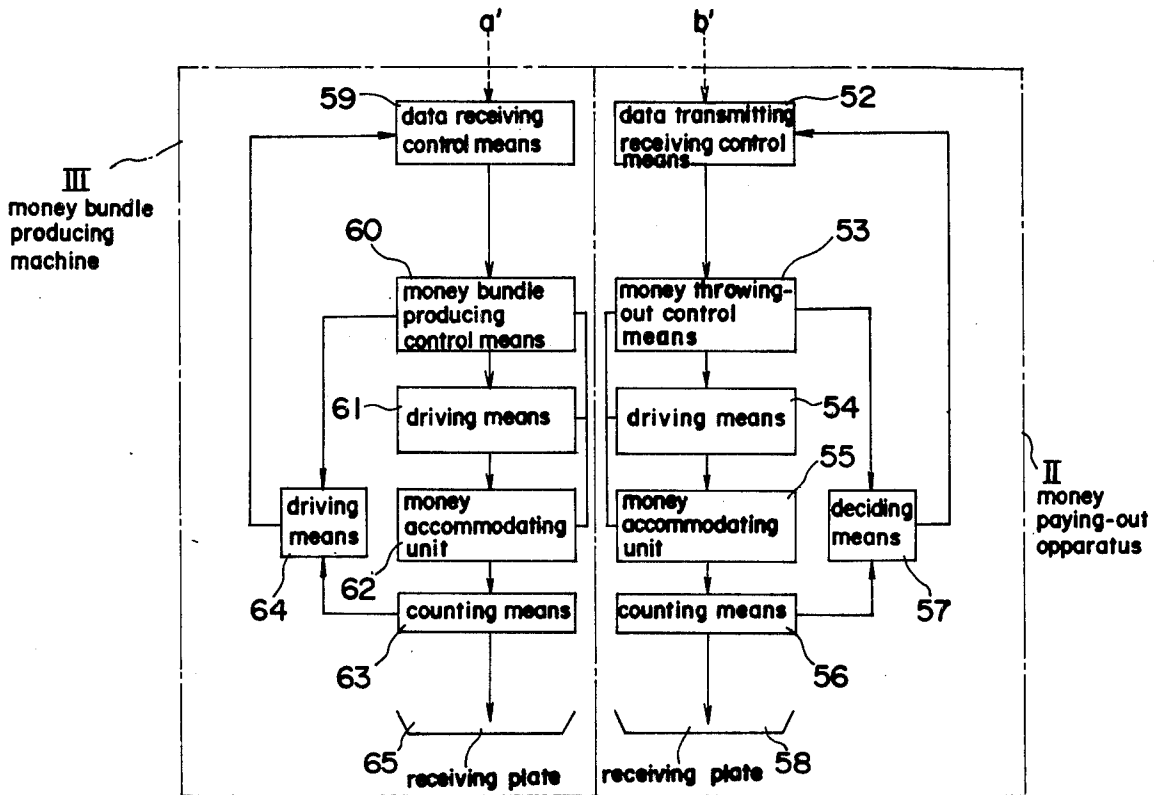 a'
b'
59
data receiving
control means
52
data transmitting
receiving control
means
III
money bundle
producing
machine
60
money bundle
producing
control means
53
money throwing-
out control
means
61
driving means
54
driving means
55
II
money
paying-out
apparatus
driving
means
64
money
accommodating
unit
62
money
accommodating
unit
deciding
means
57
counting means
63
counting means
56
65
receiving plate
receiving plate
58